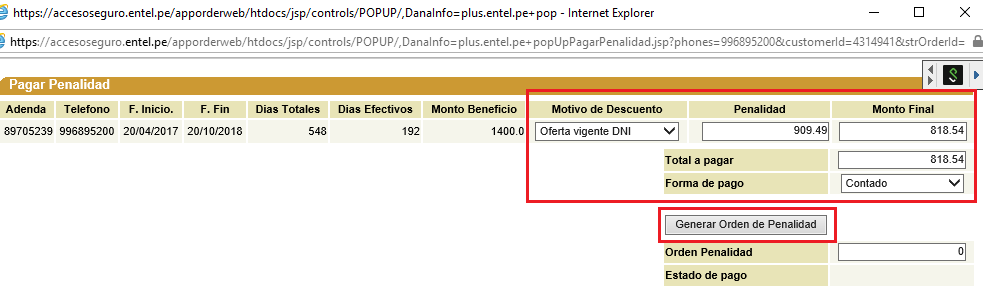 https://accesoseguro.entel.pe/apporderweb/htdocs/jsp/controls/POPUP/,DanaInfo=plus.entel.pe+pop - Internet Explorer
https://accesoseguro.entel.pe/apporderweb/htdocs/jsp/controls/POPUP/,DanaInfo=plus.entel.pe+popUpPagarPenalidad.jsp?phones=996895200&customerId=4314941&strOrderId=
Pagar Penalidad
Adenda Telefono F. Inicio. F. Fin Dias Totales Dias Efectivos Monto Beneficio Motivo de Descuento Penalidad Monto Final
89705239 996895200 20/04/2017 20/10/2018 548 192 1400.0 Oferta vigente DNI 909.49 818.54
Total a pagar 818.54
Forma de pago Contado
Generar Orden de Penalidad
Orden Penalidad 0
Estado de pago